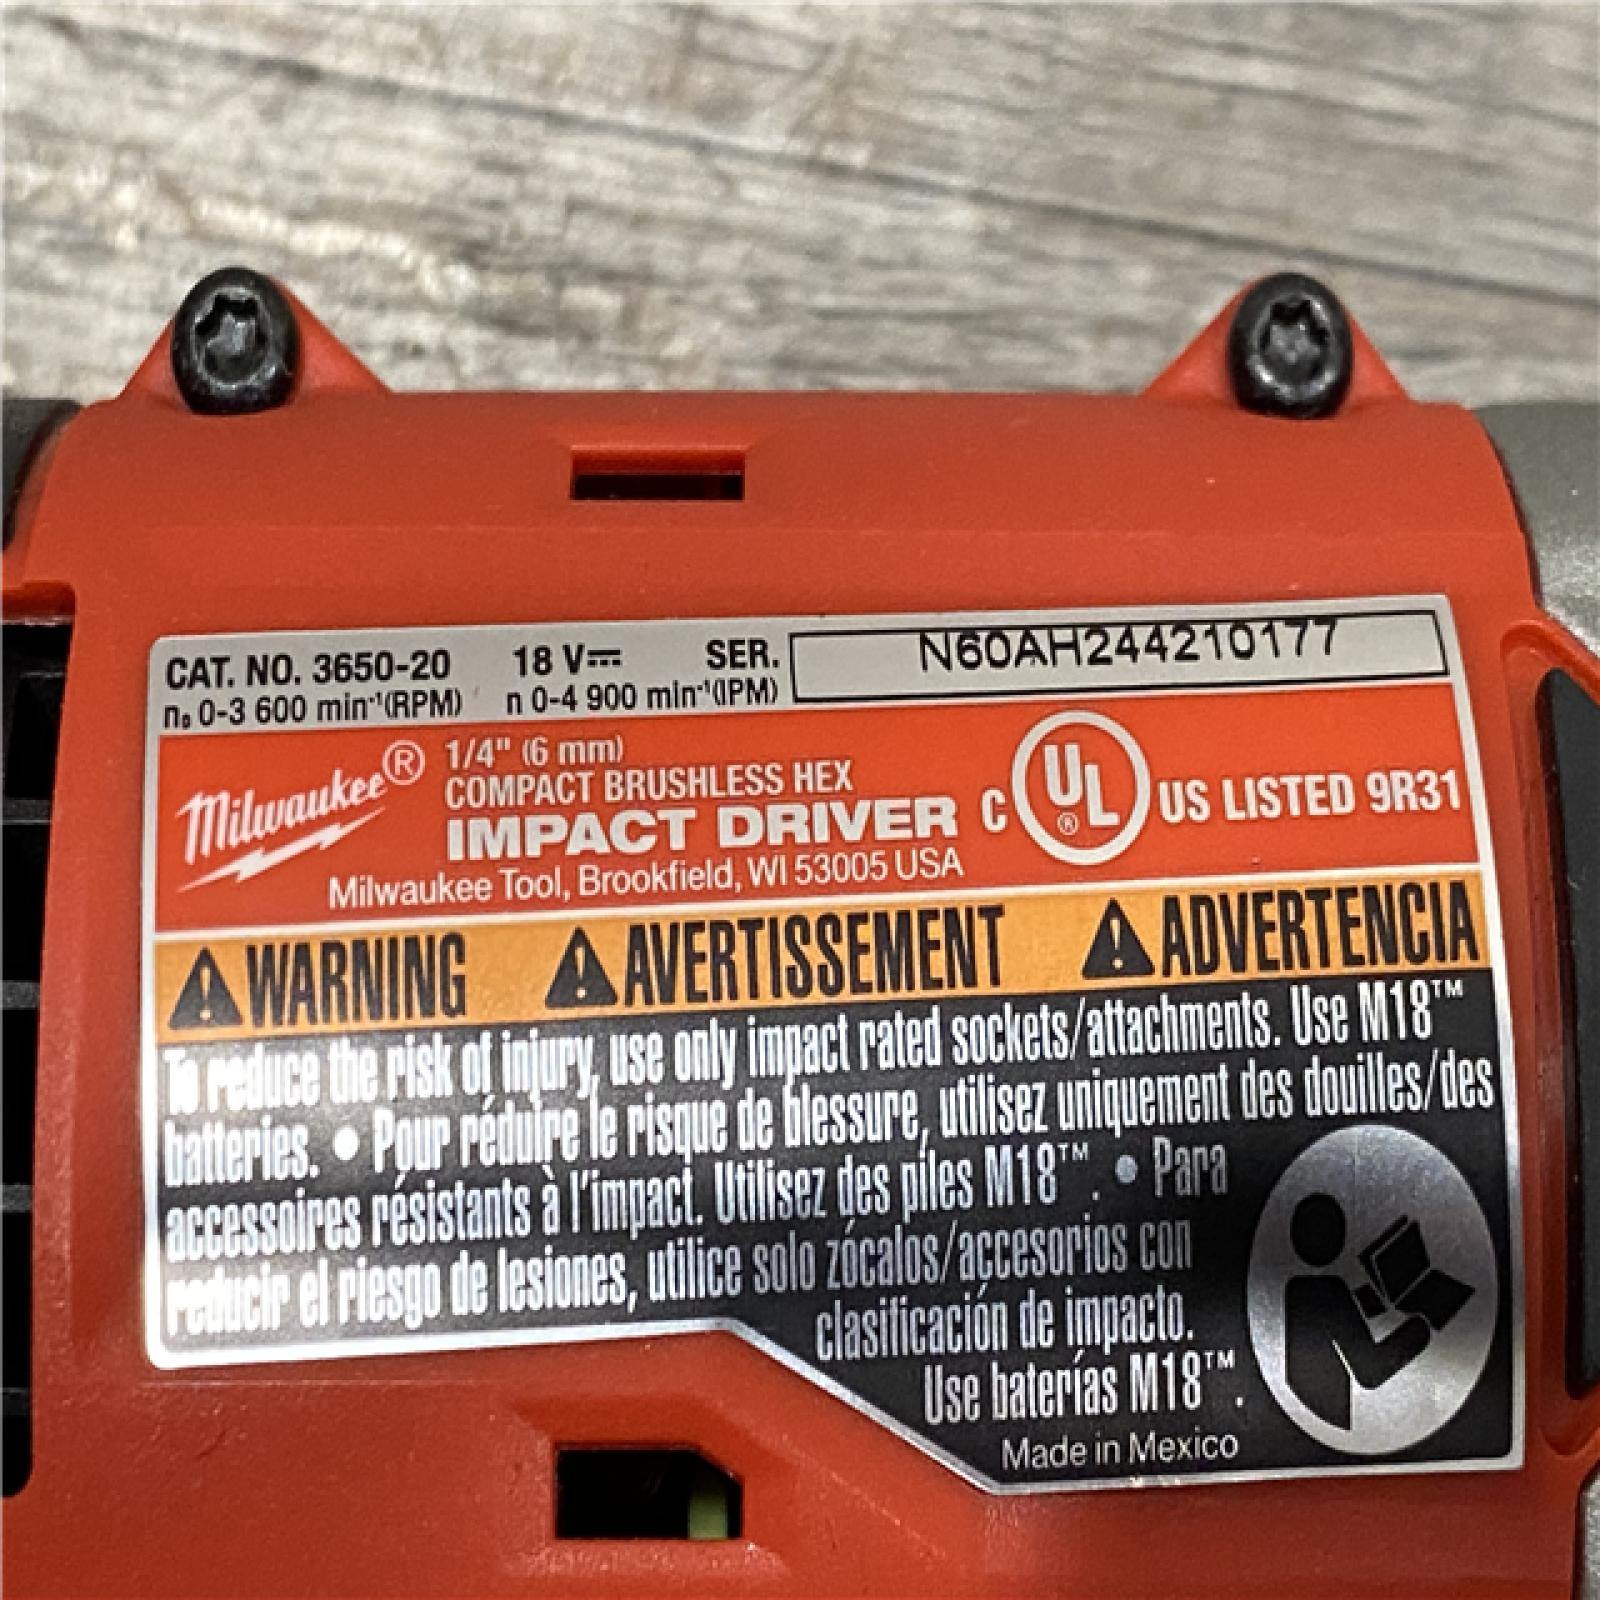 CAT. NO. 3650-20 18 V⎓ SER. N60AH244210177
n₀ 0-3 600 min⁻¹(RPM) n 0-4 900 min⁻¹(IPM)
Milwaukee® 1/4" (6 mm)
COMPACT BRUSHLESS HEX
IMPACT DRIVER
C UL® US LISTED 9R31
Milwaukee Tool, Brookfield, WI 53005 USA
WARNING AVERTISSEMENT ADVERTENCIA
To reduce the risk of injury, use only impact rated sockets/attachments. Use M18™
batteries. • Pour réduire le risque de blessure, utilisez uniquement des douilles/des
accessoires résistants à l'impact. Utilisez des piles M18™. • Para
reducir el riesgo de lesiones, utilice solo zócalos/accesorios con
clasificación de impacto.
Use baterías M18™.
Made in Mexico